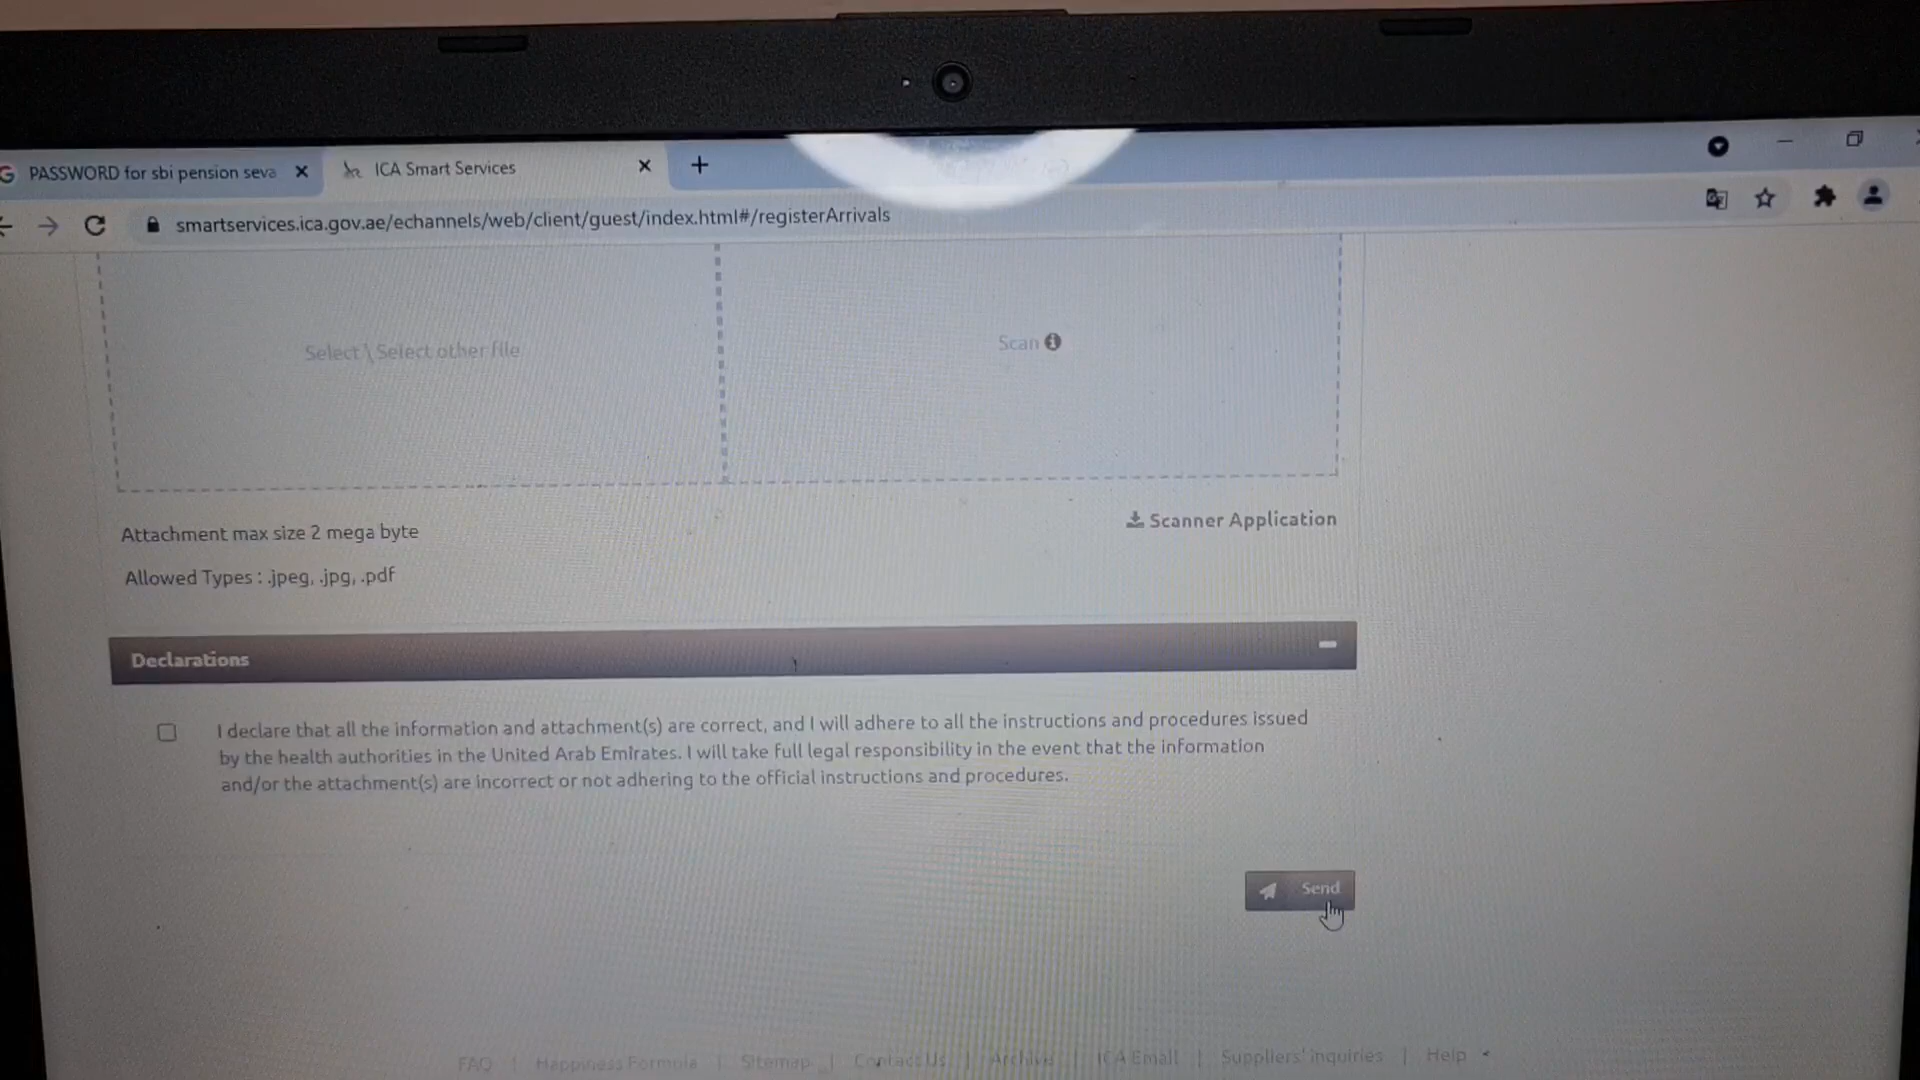 PASSWORD for sbi pension seva
ICA Smart Services
smartservices.ica.gov.ae/echannels/web/client/guest/index.html#/registerArrivals
Select \ Select other file
Scan
Attachment max size 2 mega byte
Scanner Application
Allowed Types : .jpeg, .jpg, .pdf
Declarations
I declare that all the information and attachment(s) are correct, and I will adhere to all the instructions and procedures issued
by the health authorities in the United Arab Emirates. I will take full legal responsibility in the event that the information
and/or the attachment(s) are incorrect or not adhering to the official instructions and procedures.
Send
FAQ | Happiness Formula | Sitemap | Contact Us | Archive | ICA Email | Suppliers' inquiries | Help